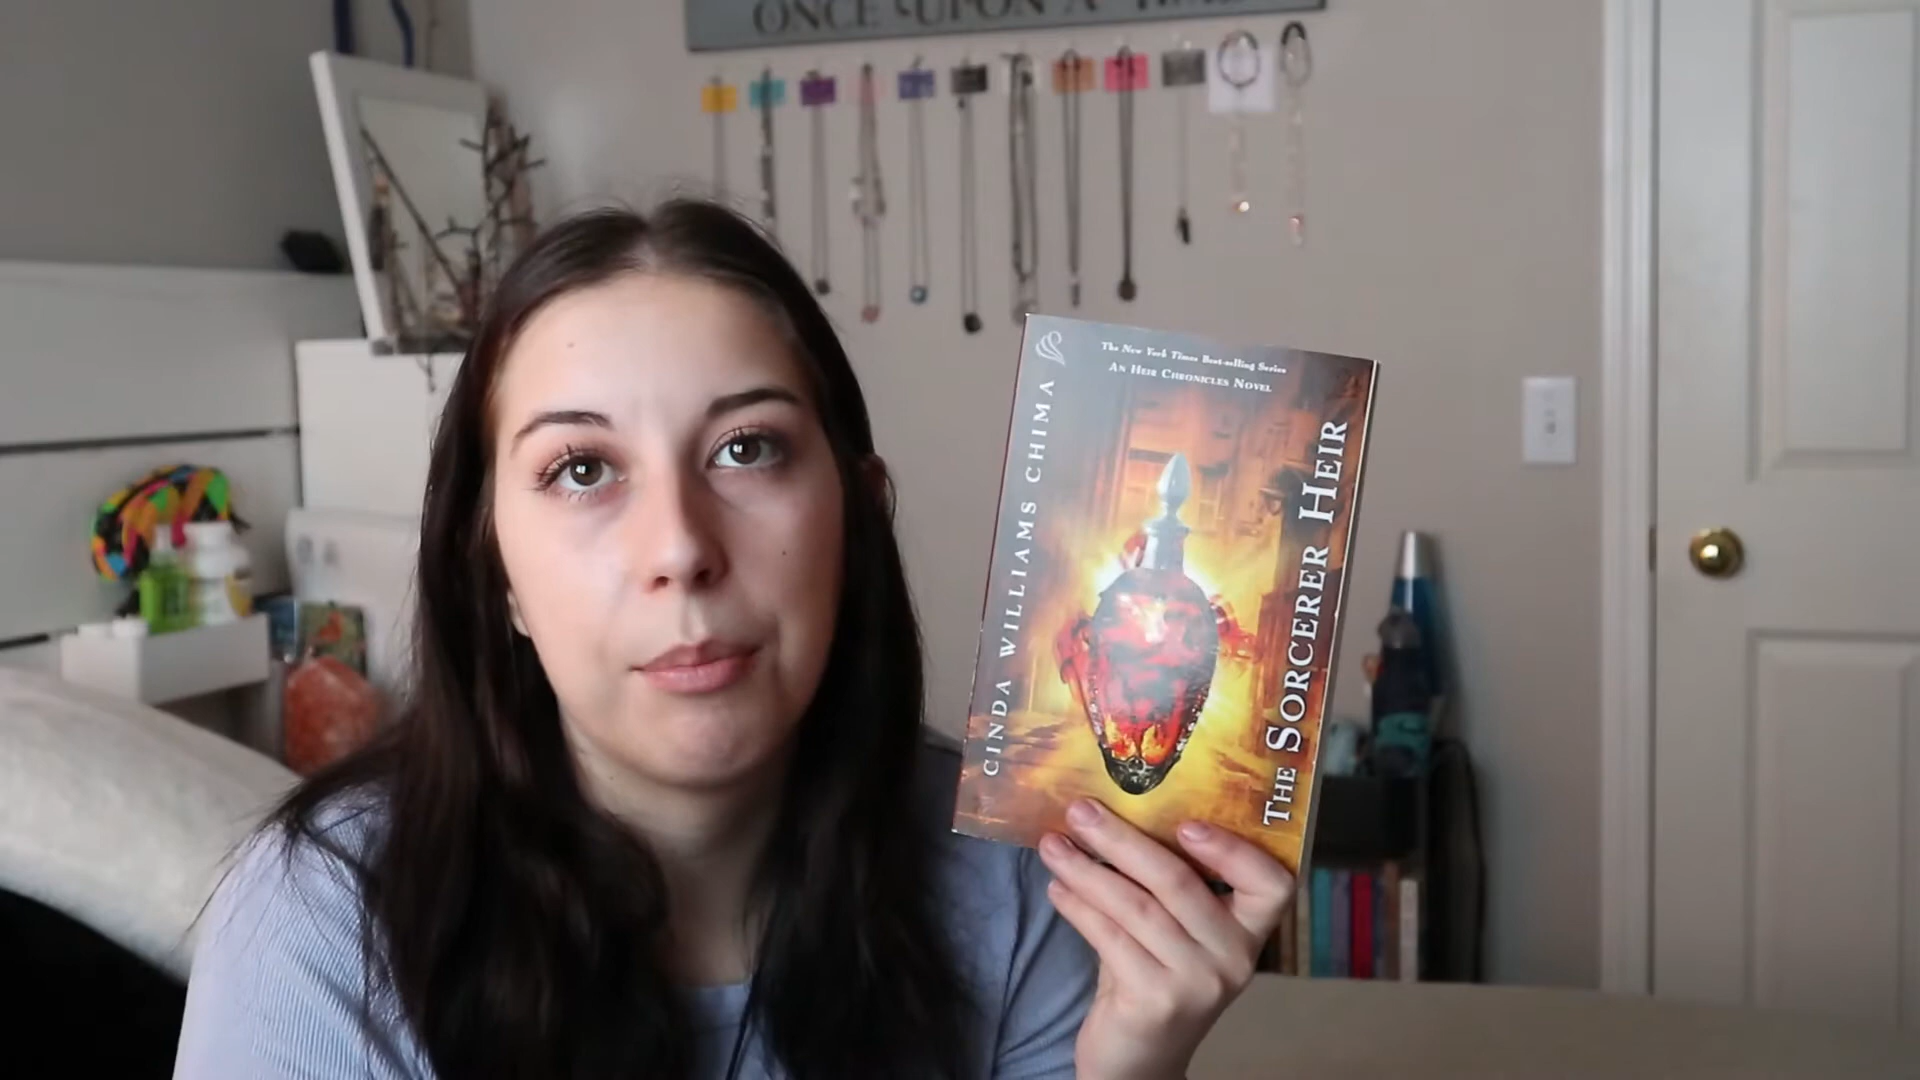 ONCE UPON A TIME
The New York Times Best-selling Series
AN HEIR CHRONICLES NOVEL
CINDA WILLIAMS CHIMA
THE SORCERER HEIR